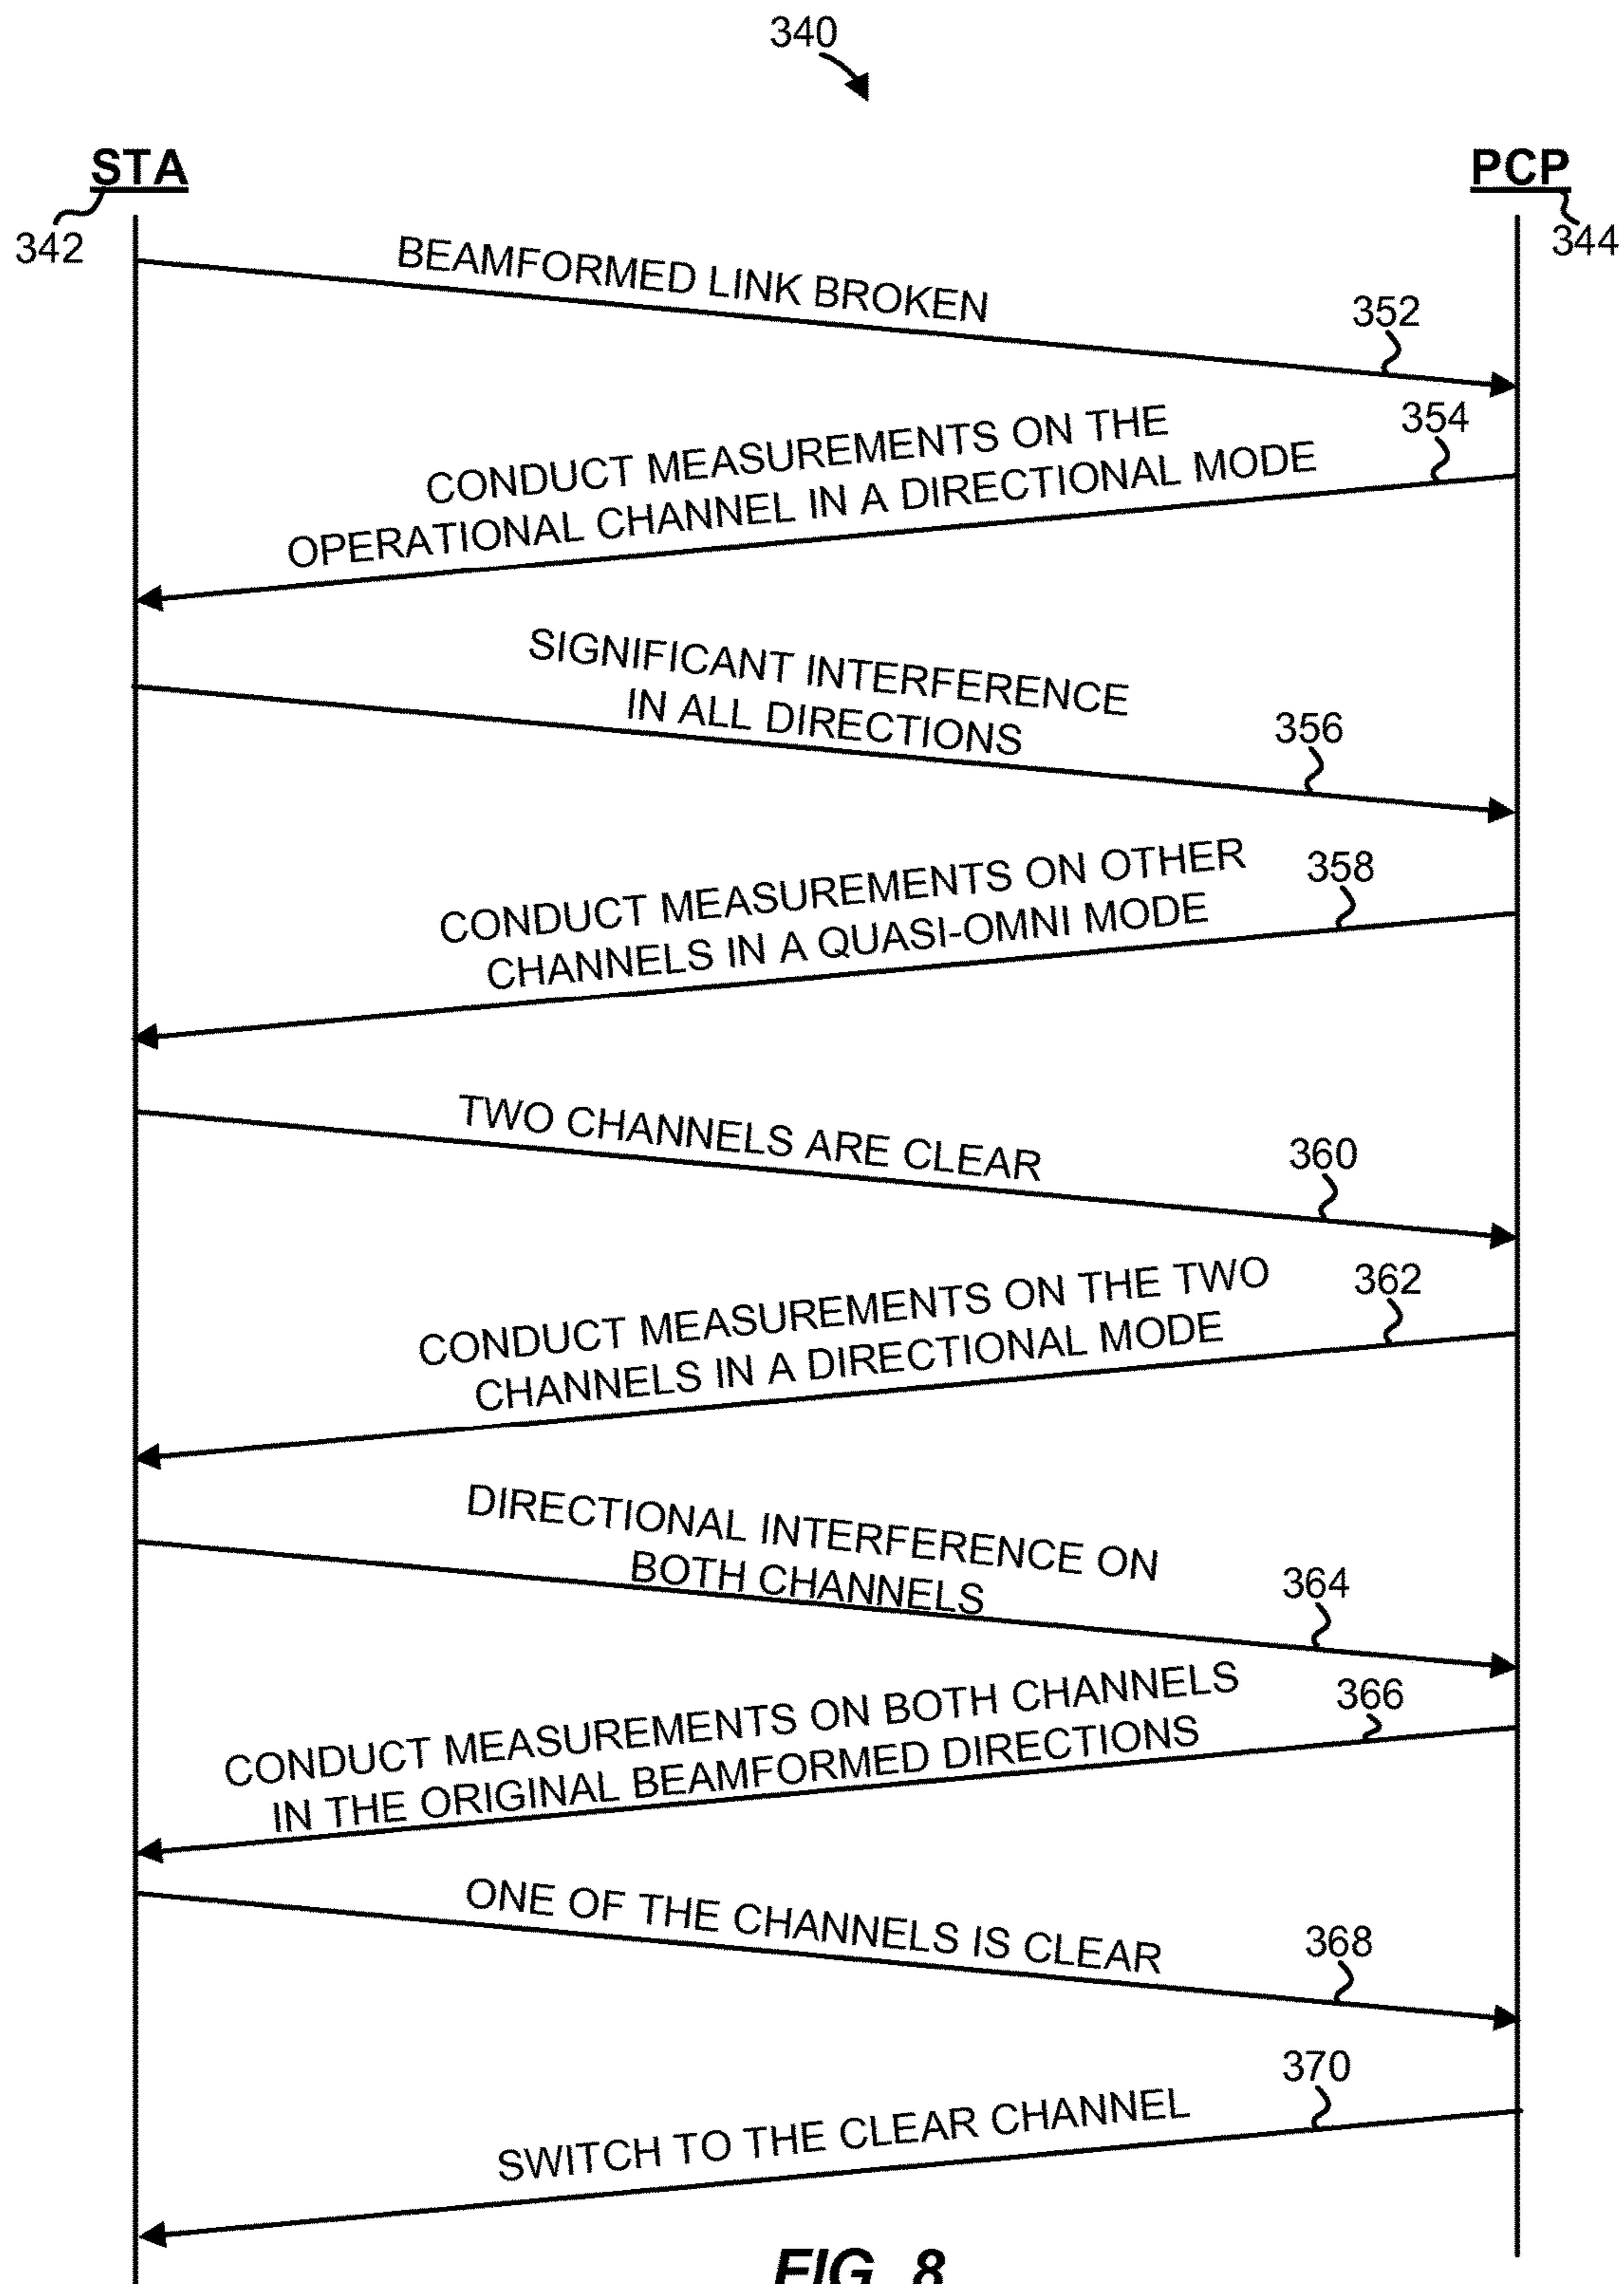 340
STA
PCP
342
344
BEAMFORMED LINK BROKEN
352
354
CONDUCT MEASUREMENTS ON THE
OPERATIONAL CHANNEL IN A DIRECTIONAL MODE
SIGNIFICANT INTERFERENCE
IN ALL DIRECTIONS
356
CONDUCT MEASUREMENTS ON OTHER
CHANNELS IN A QUASI-OMNI MODE
358
TWO CHANNELS ARE CLEAR
360
CONDUCT MEASUREMENTS ON THE TWO
CHANNELS IN A DIRECTIONAL MODE
362
DIRECTIONAL INTERFERENCE ON
BOTH CHANNELS
364
CONDUCT MEASUREMENTS ON BOTH CHANNELS
IN THE ORIGINAL BEAMFORMED DIRECTIONS
366
ONE OF THE CHANNELS IS CLEAR
368
370
SWITCH TO THE CLEAR CHANNEL
FIG. 8